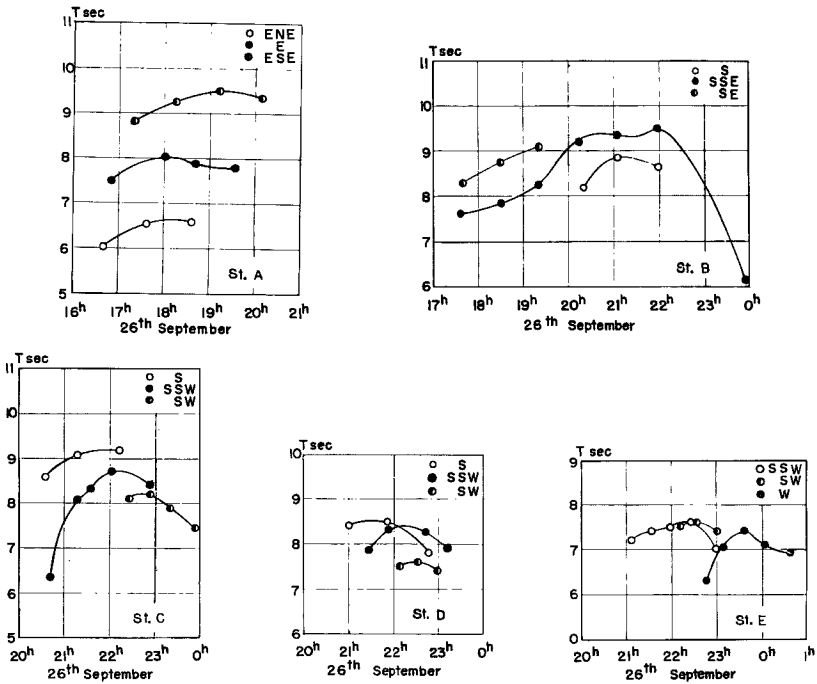 T sec
11
10
9
8
7
6
5
ENE
E
ESE
St. A
16h 17h 18h 19h 20h 21h
26th September
T sec
11
10
9
8
7
6
S
SSE
SE
St. B
17h 18h 19h 20h 21h 22h 23h 0h
26th September
T sec
11
10
9
8
7
6
5
S
SSW
SW
St. C
20h 21h 22h 23h 0h
26th September
T sec
10
9
8
7
6
S
SSW
SW
St. D
20h 21h 22h 23h 0h
26th September
T sec
9
8
7
6
0
SSW
SW
W
St. E
20h 21h 22h 23h 0h 1h
26th September